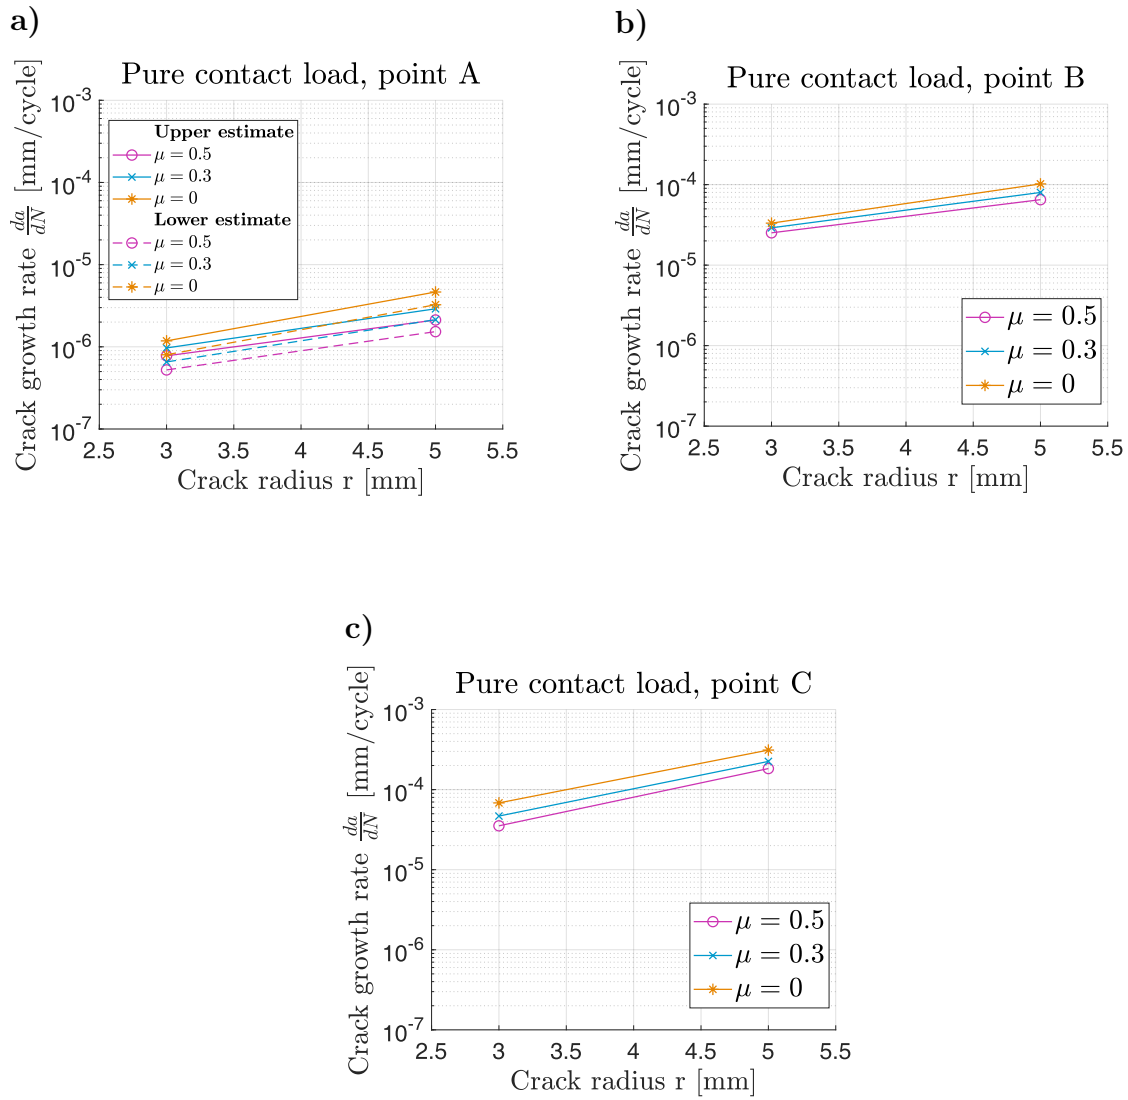 a)
Pure contact load, point A
Crack growth rate da/dN [mm/cycle]
10^-3
10^-4
10^-5
10^-6
10^-7
Upper estimate
μ = 0.5
μ = 0.3
μ = 0
Lower estimate
μ = 0.5
μ = 0.3
μ = 0
2.5 3 3.5 4 4.5 5 5.5
Crack radius r [mm]
b)
Pure contact load, point B
Crack growth rate da/dN [mm/cycle]
10^-3
10^-4
10^-5
10^-6
10^-7
μ = 0.5
μ = 0.3
μ = 0
2.5 3 3.5 4 4.5 5 5.5
Crack radius r [mm]
c)
Pure contact load, point C
Crack growth rate da/dN [mm/cycle]
10^-3
10^-4
10^-5
10^-6
10^-7
μ = 0.5
μ = 0.3
μ = 0
2.5 3 3.5 4 4.5 5 5.5
Crack radius r [mm]